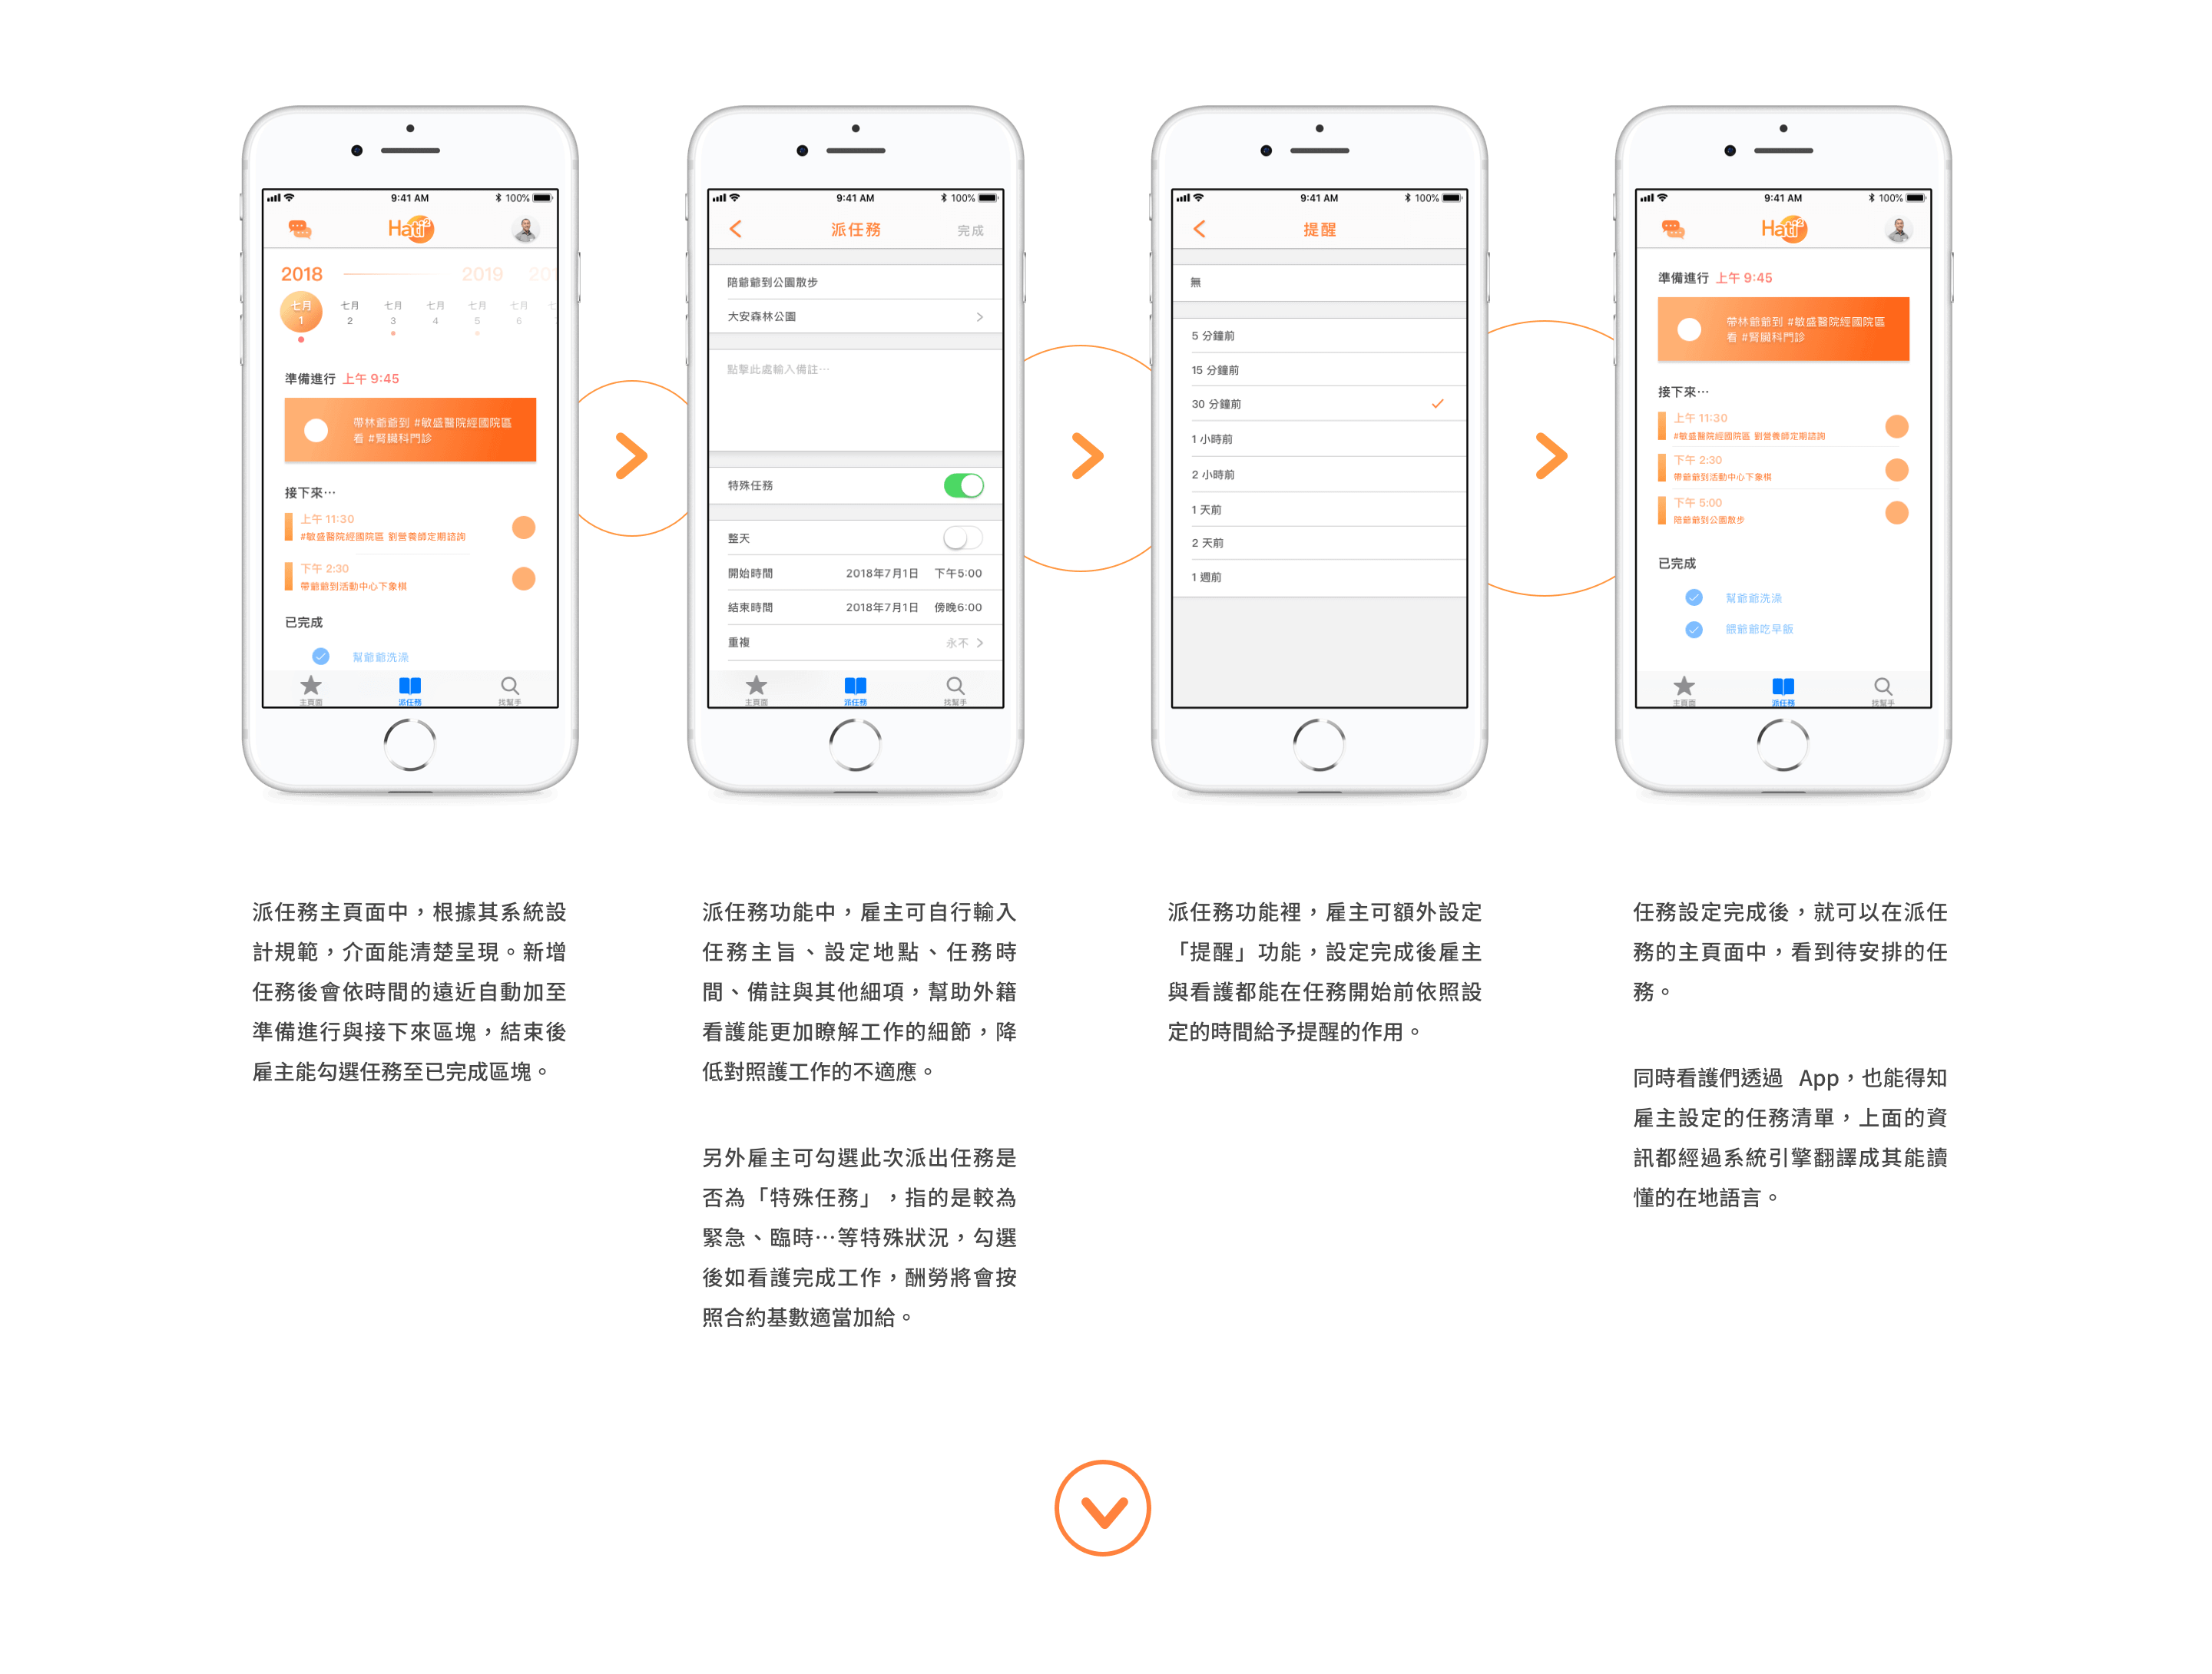 9:41 AM
100%
Hati
2018
2019
201
七月
1
七月
2
七月
3
七月
4
七月
5
七月
6
準備進行 上午 9:45
帶林爺爺到 #敏盛醫院經國院區
看 #腎臟科門診
接下來…
上午 11:30
#敏盛醫院經國院區 劉營養師定期諮詢
下午 2:30
帶爺爺到活動中心下象棋
已完成
幫爺爺洗澡
主頁面
派任務
找幫手
9:41 AM
100%
派任務
完成
陪爺爺到公園散步
大安森林公園
點擊此處輸入備註…
特殊任務
整天
開始時間 2018年7月1日 下午5:00
結束時間 2018年7月1日 傍晚6:00
重複 永不
主頁面
派任務
找幫手
9:41 AM
100%
提醒
無
5 分鐘前
15 分鐘前
30 分鐘前
1 小時前
2 小時前
1 天前
2 天前
1 週前
9:41 AM
100%
Hati
準備進行 上午 9:45
帶林爺爺到 #敏盛醫院經國院區
看 #腎臟科門診
接下來…
上午 11:30
#敏盛醫院經國院區 劉營養師定期諮詢
下午 2:30
帶爺爺到活動中心下象棋
下午 5:00
陪爺爺到公園散步
已完成
幫爺爺洗澡
餵爺爺吃早飯
主頁面
派任務
找幫手
派任務主頁面中，根據其系統設
計規範，介面能清楚呈現。新增
任務後會依時間的遠近自動加至
準備進行與接下來區塊，結束後
雇主能勾選任務至已完成區塊。
派任務功能中，雇主可自行輸入
任務主旨、設定地點、任務時
間、備註與其他細項，幫助外籍
看護能更加瞭解工作的細節，降
低對照護工作的不適應。
另外雇主可勾選此次派出任務是
否為「特殊任務」，指的是較為
緊急、臨時…等特殊狀況，勾選
後如看護完成工作，酬勞將會按
照合約基數適當加給。
派任務功能裡，雇主可額外設定
「提醒」功能，設定完成後雇主
與看護都能在任務開始前依照設
定的時間給予提醒的作用。
任務設定完成後，就可以在派任
務的主頁面中，看到待安排的任
務。
同時看護們透過 App，也能得知
雇主設定的任務清單，上面的資
訊都經過系統引擎翻譯成其能讀
懂的在地語言。